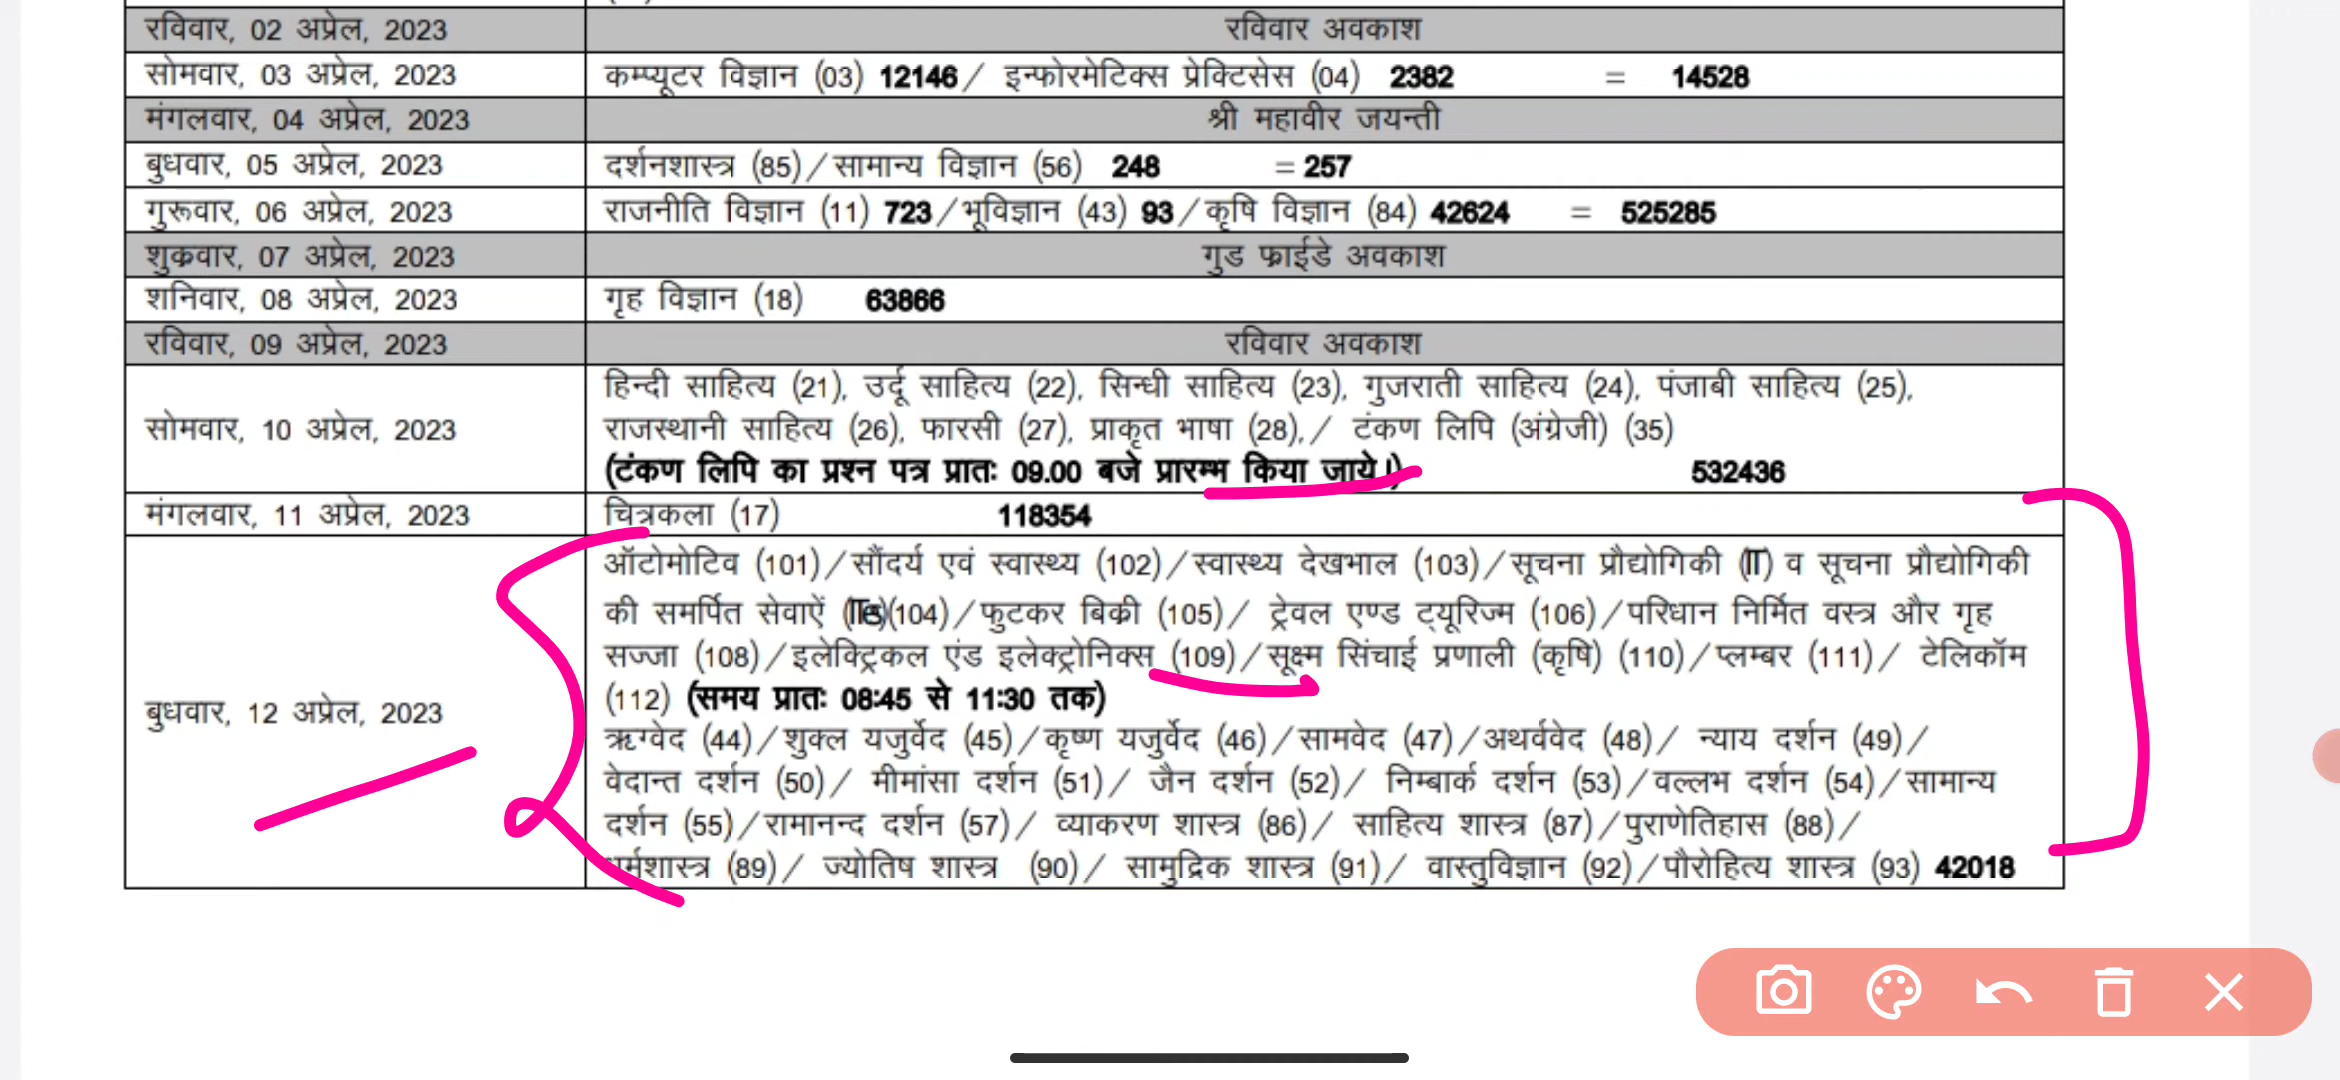 रविवार, 02 अप्रेल, 2023 रविवार अवकाश
सोमवार, 03 अप्रेल, 2023 कम्प्यूटर विज्ञान (03) 12146 / इन्फोरमेटिक्स प्रेक्टिसेस (04) 2382 = 14528
मंगलवार, 04 अप्रेल, 2023 श्री महावीर जयन्ती
बुधवार, 05 अप्रेल, 2023 दर्शनशास्त्र (85) / सामान्य विज्ञान (56) 248 = 257
गुरूवार, 06 अप्रेल, 2023 राजनीति विज्ञान (11) 723 / भूविज्ञान (43) 93 / कृषि विज्ञान (84) 42624 = 525285
शुक्रवार, 07 अप्रेल, 2023 गुड फ्राईडे अवकाश
शनिवार, 08 अप्रेल, 2023 गृह विज्ञान (18) 63866
रविवार, 09 अप्रेल, 2023 रविवार अवकाश
हिन्दी साहित्य (21), उर्दू साहित्य (22), सिन्धी साहित्य (23), गुजराती साहित्य (24), पंजाबी साहित्य (25),
सोमवार, 10 अप्रेल, 2023 राजस्थानी साहित्य (26), फारसी (27), प्राकृत भाषा (28), / टंकण लिपि (अंग्रेजी) (35)
(टंकण लिपि का प्रश्न पत्र प्रातः 09.00 बजे प्रारम्भ किया जाये।) 532436
मंगलवार, 11 अप्रेल, 2023 चित्रकला (17) 118354
ऑटोमोटिव (101) / सौंदर्य एवं स्वास्थ्य (102) / स्वास्थ्य देखभाल (103) / सूचना प्रौद्योगिकी (IT) व सूचना प्रौद्योगिकी
की समर्पित सेवाऐं (ITes)(104) / फुटकर बिक्री (105) / ट्रेवल एण्ड ट्यूरिज्म (106) / परिधान निर्मित वस्त्र और गृह
सज्जा (108) / इलेक्ट्रिकल एंड इलेक्ट्रोनिक्स (109) / सूक्ष्म सिंचाई प्रणाली (कृषि) (110) / प्लम्बर (111) / टेलिकॉम
बुधवार, 12 अप्रेल, 2023 (112) (समय प्रातः 08:45 से 11:30 तक)
ऋग्वेद (44) / शुक्ल यजुर्वेद (45) / कृष्ण यजुर्वेद (46) / सामवेद (47) / अथर्ववेद (48) / न्याय दर्शन (49) /
वेदान्त दर्शन (50) / मीमांसा दर्शन (51) / जैन दर्शन (52) / निम्बार्क दर्शन (53) / वल्लभ दर्शन (54) / सामान्य
दर्शन (55) / रामानन्द दर्शन (57) / व्याकरण शास्त्र (86) / साहित्य शास्त्र (87) / पुराणेतिहास (88) /
धर्मशास्त्र (89) / ज्योतिष शास्त्र (90) / सामुद्रिक शास्त्र (91) / वास्तुविज्ञान (92) / पौरोहित्य शास्त्र (93) 42018